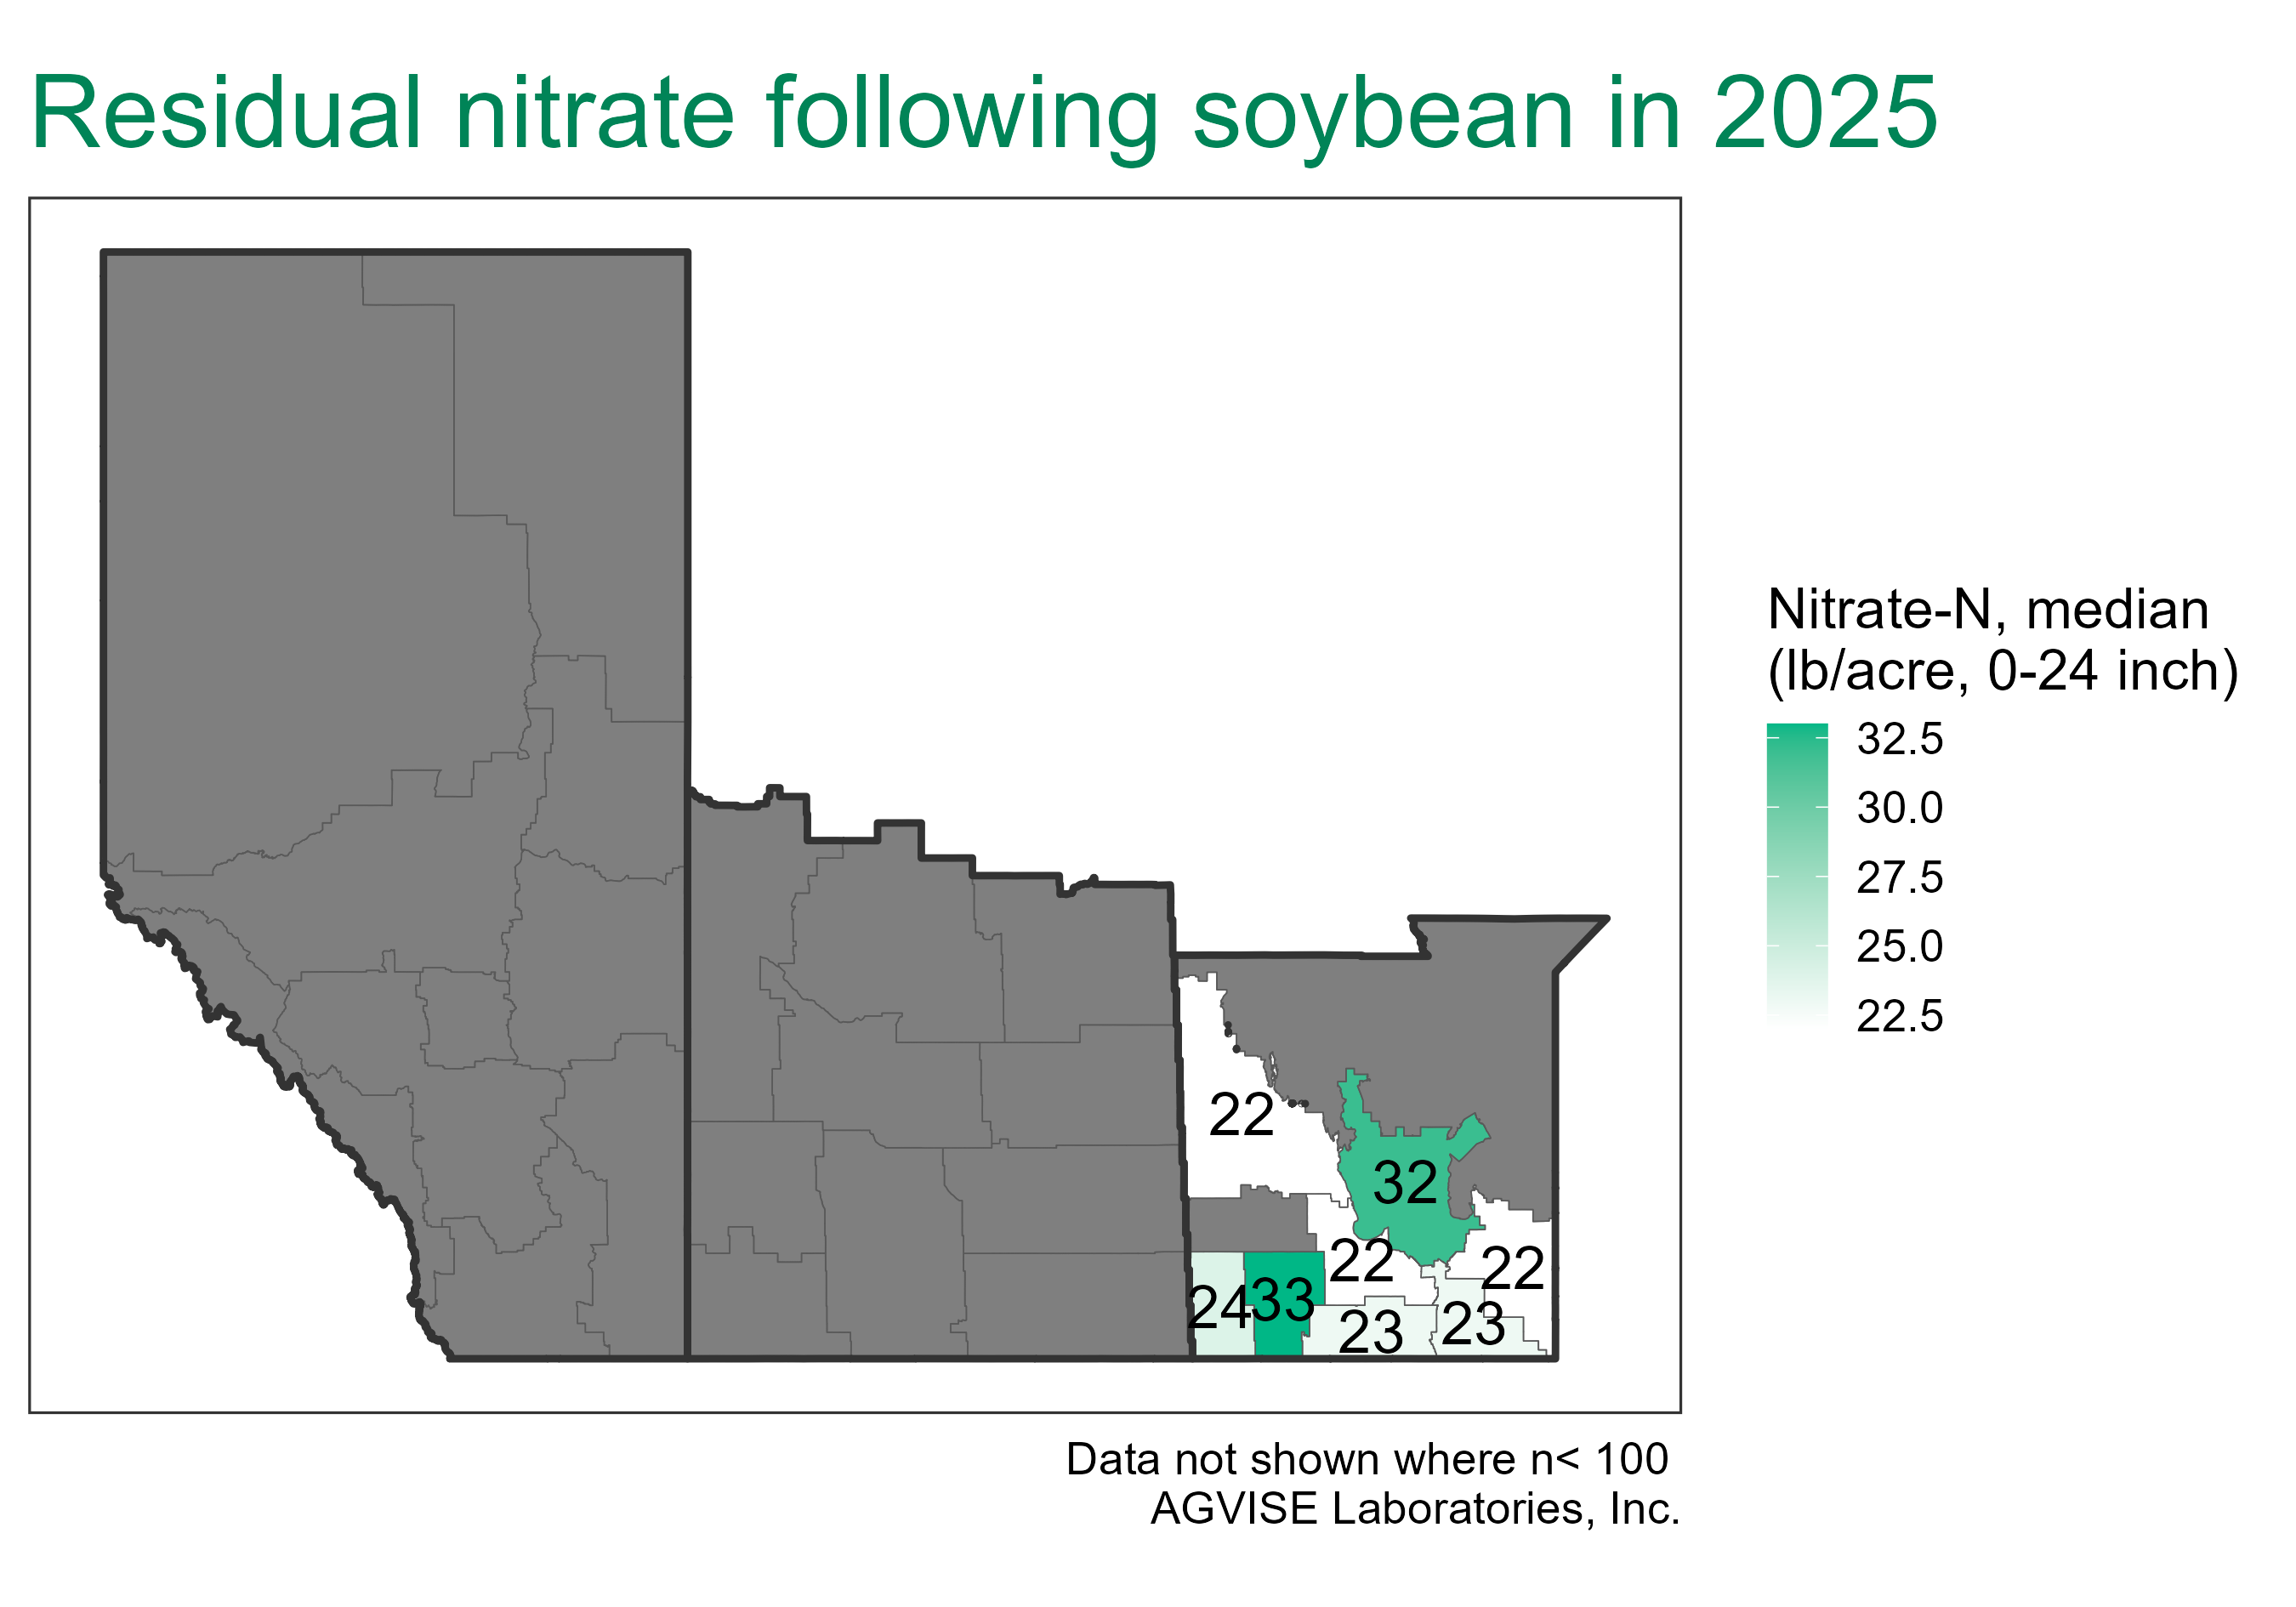 Residual nitrate following soybean in 2025
Nitrate-N, median
(lb/acre, 0-24 inch)
32.5
30.0
27.5
25.0
22.5
22
32
22
22
24
33
23
23
Data not shown where n< 100
AGVISE Laboratories, Inc.